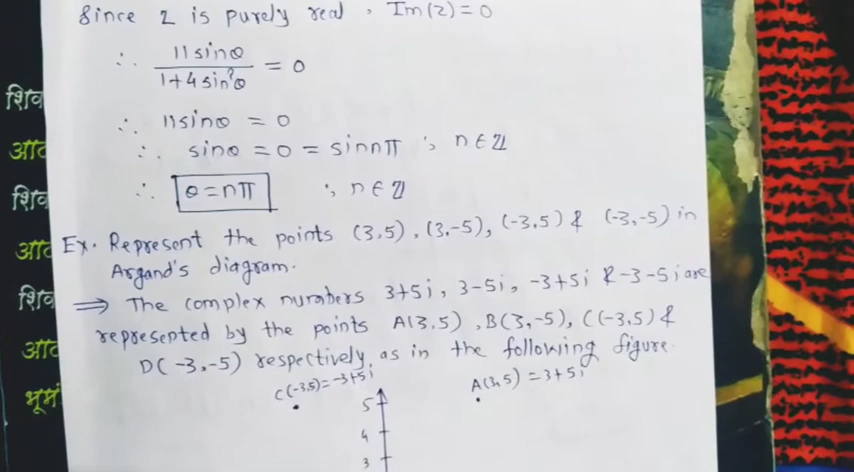 Since z is purely real, Im(z) = 0
∴ 11 sinθ / 1+4sin²θ = 0
∴ 11 sinθ = 0
∴ sinθ = 0 = sin nπ ; n ∈ ℤ
∴ θ = nπ ; n ∈ ℤ
Ex. Represent the points (3,5), (3,-5), (-3,5) & (-3,-5) in
Argand's diagram.
⇒ The complex numbers 3+5i, 3-5i, -3+5i & -3-5i are
represented by the points A(3,5), B(3,-5), C(-3,5) &
D(-3,-5) respectively, as in the following figure.
C(-3,5) = -3+5i
A(3,5) = 3+5i
5
4
3
शिव
शिव